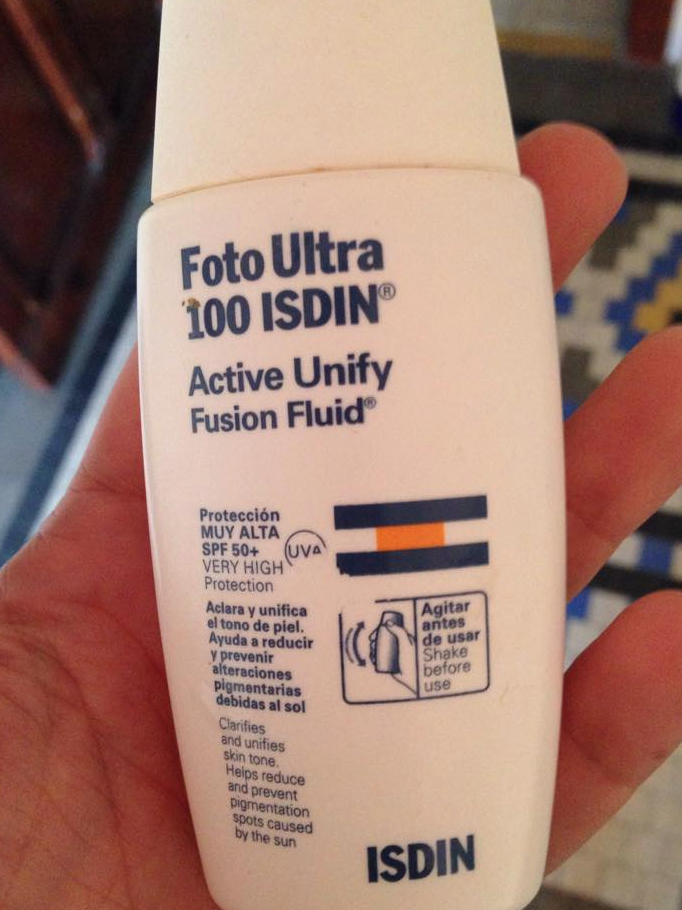 Foto Ultra
100 ISDIN®
Active Unify
Fusion Fluid®
Protección
MUY ALTA
SPF 50+
VERY HIGH
Protection
UVA
Aclara y unifica
el tono de piel.
Ayuda a reducir
y prevenir
alteraciones
pigmentarias
debidas al sol
Clarifies
and unifies
skin tone.
Helps reduce
and prevent
pigmentation
spots caused
by the sun
Agitar
antes
de usar
Shake
before
use
ISDIN